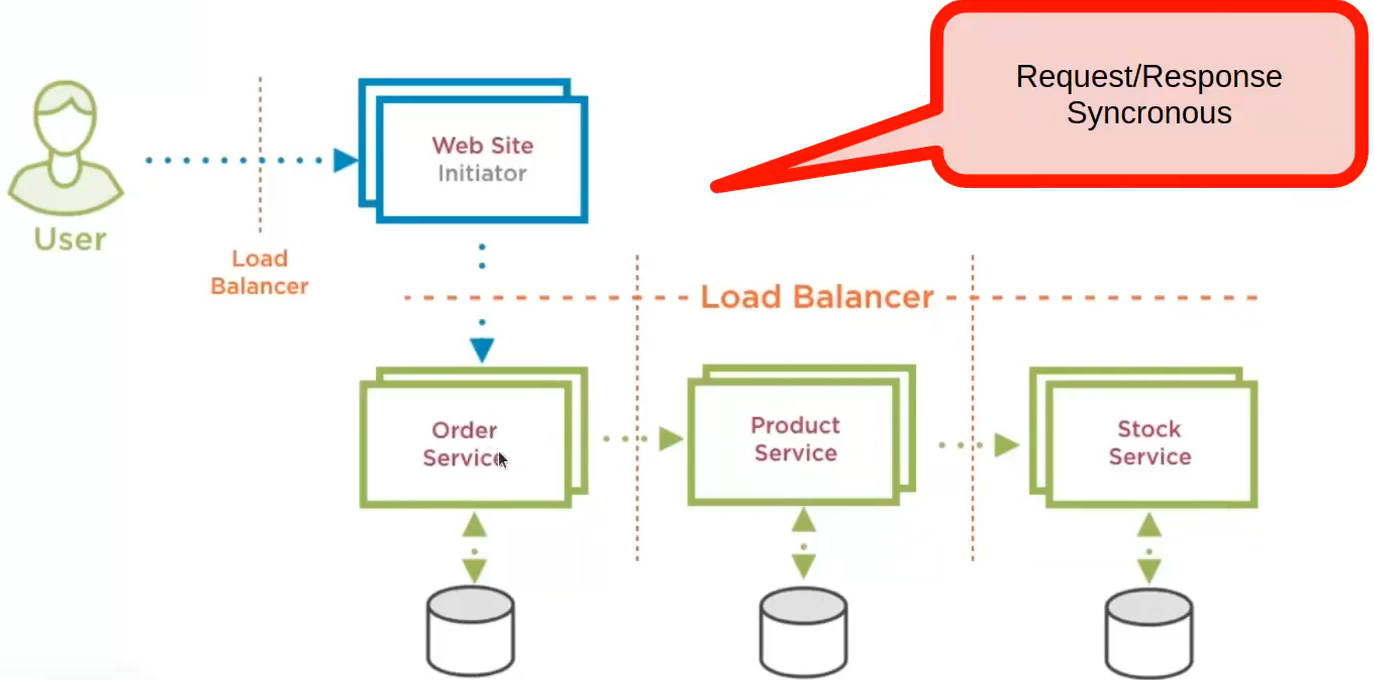 Request/Response
Syncronous
Web Site
Initiator
User
Load
Balancer
Load Balancer
Order
Service
Product
Service
Stock
Service